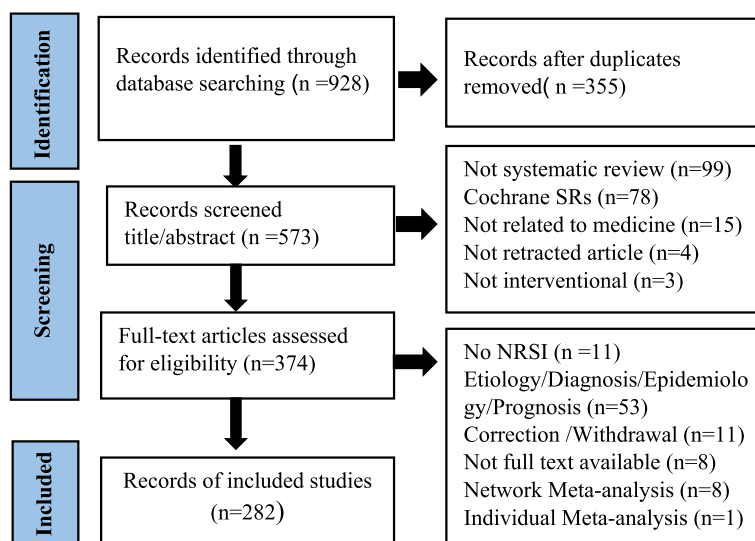 Identification
Records identified through
database searching (n =928)
Records after duplicates
removed( n =355)
Screening
Records screened
title/abstract (n =573)
Not systematic review (n=99)
Cochrane SRs (n=78)
Not related to medicine (n=15)
Not retracted article (n=4)
Not interventional (n=3)
Full-text articles assessed
for eligibility (n=374)
No NRSI (n =11)
Etiology/Diagnosis/Epidemiolo
gy/Prognosis (n=53)
Correction /Withdrawal (n=11)
Not full text available (n=8)
Network Meta-analysis (n=8)
Individual Meta-analysis (n=1)
Included
Records of included studies
(n=282)